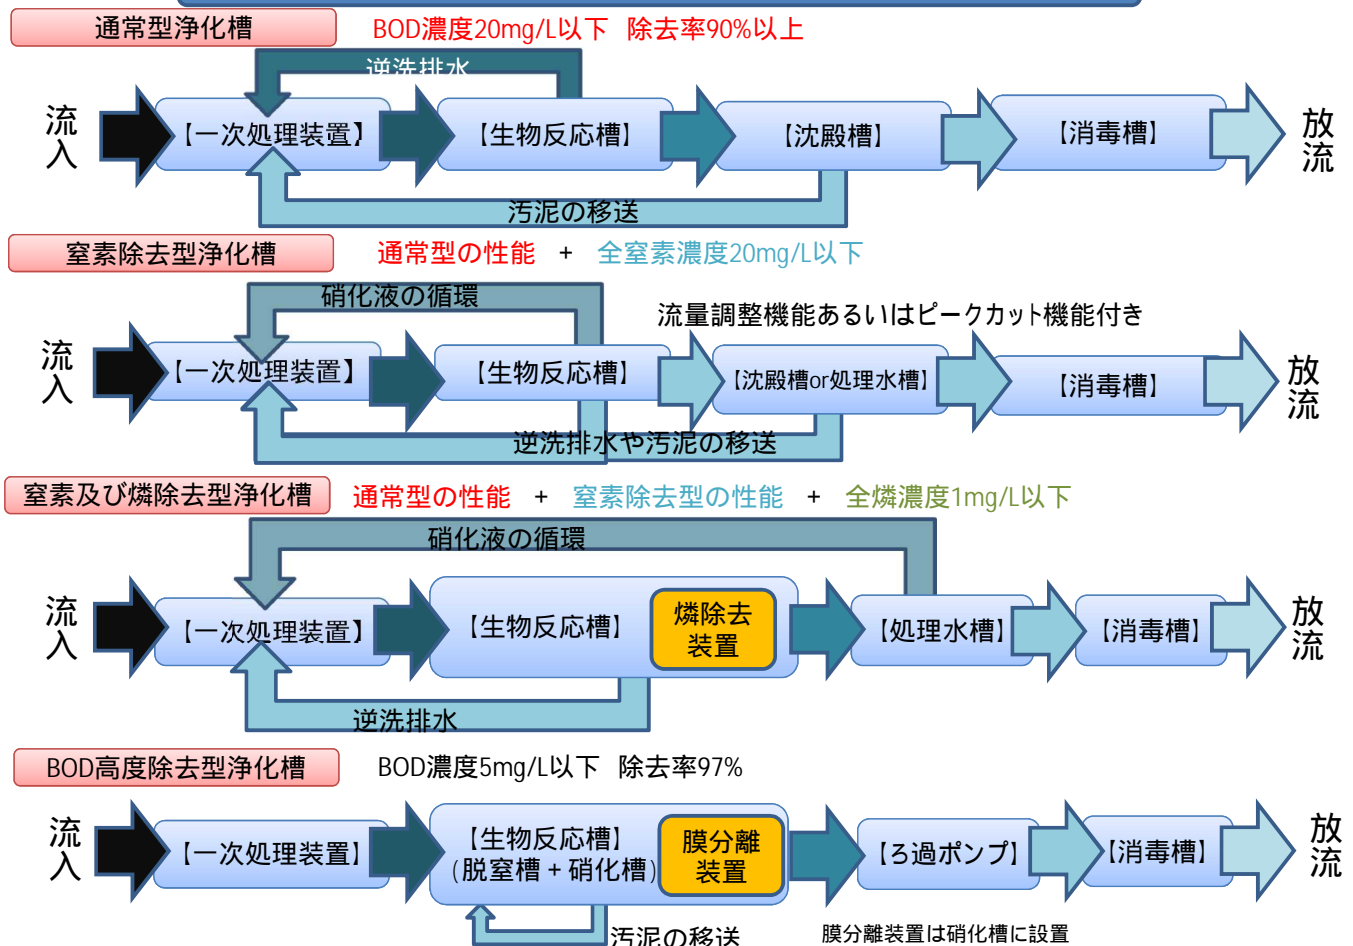 通常型浄化槽 BOD濃度20mg/L以下 除去率90%以上
逆洗排水
流入 【一次処理装置】 【生物反応槽】 【沈殿槽】 【消毒槽】 放流
汚泥の移送
窒素除去型浄化槽 通常型の性能 + 全窒素濃度20mg/L以下
硝化液の循環
流量調整機能あるいはピークカット機能付き
流入 【一次処理装置】 【生物反応槽】 【沈殿槽or処理水槽】 【消毒槽】 放流
逆洗排水や汚泥の移送
窒素及び燐除去型浄化槽 通常型の性能 + 窒素除去型の性能 + 全燐濃度1mg/L以下
硝化液の循環
流入 【一次処理装置】 【生物反応槽】 燐除去装置 【処理水槽】 【消毒槽】 放流
逆洗排水
BOD高度除去型浄化槽 BOD濃度5mg/L以下 除去率97%
流入 【一次処理装置】 【生物反応槽】 (脱窒槽+硝化槽) 膜分離装置 【ろ過ポンプ】 【消毒槽】 放流
汚泥の移送
膜分離装置は硝化槽に設置